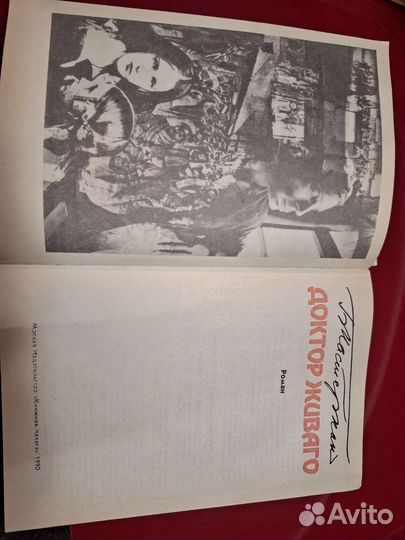 Б Пастернак
ДОКТОР ЖИВАГО
Роман
Москва Издательство «Книжная палата» 1990
Avito